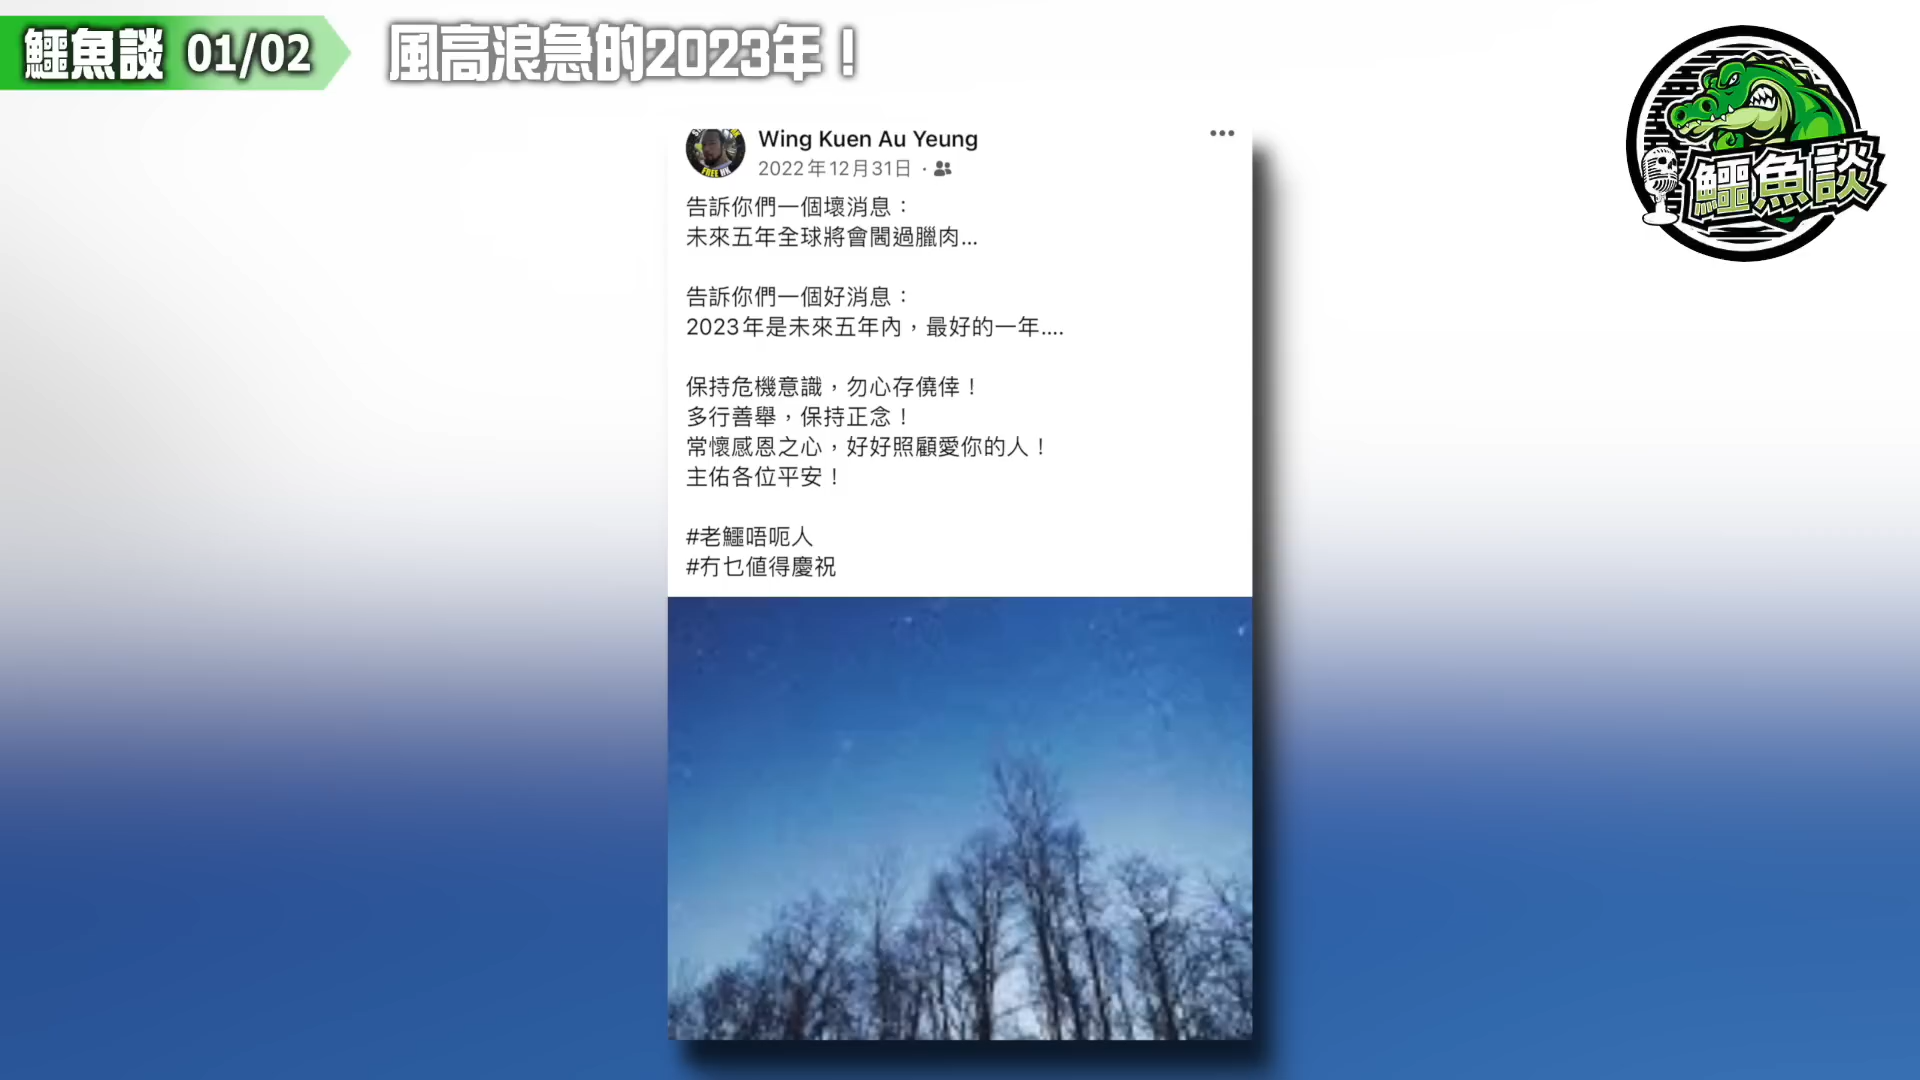 鱷魚談 01/02
風高浪急的2023年！
鱷魚談
Wing Kuen Au Yeung
2022年12月31日
FREE HK
告訴你們一個壞消息：
未來五年全球將會闊過臘肉...
告訴你們一個好消息：
2023年是未來五年內，最好的一年....
保持危機意識，勿心存僥倖！
多行善舉，保持正念！
常懷感恩之心，好好照顧愛你的人！
主佑各位平安！
#老鱷唔呃人
#冇乜値得慶祝